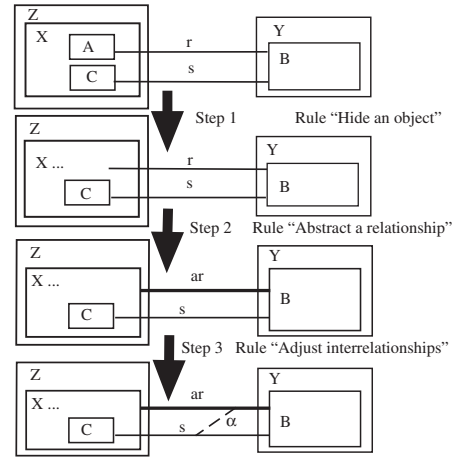 Z
X
A
r
Y
B
C
s
Step 1 Rule “Hide an object”
Z
X ...
r
Y
C
s
B
Step 2 Rule “Abstract a relationship”
Z
X ...
ar
Y
C
s
B
Step 3 Rule “Adjust interrelationships”
Z
X ...
ar
Y
C
s
α
B